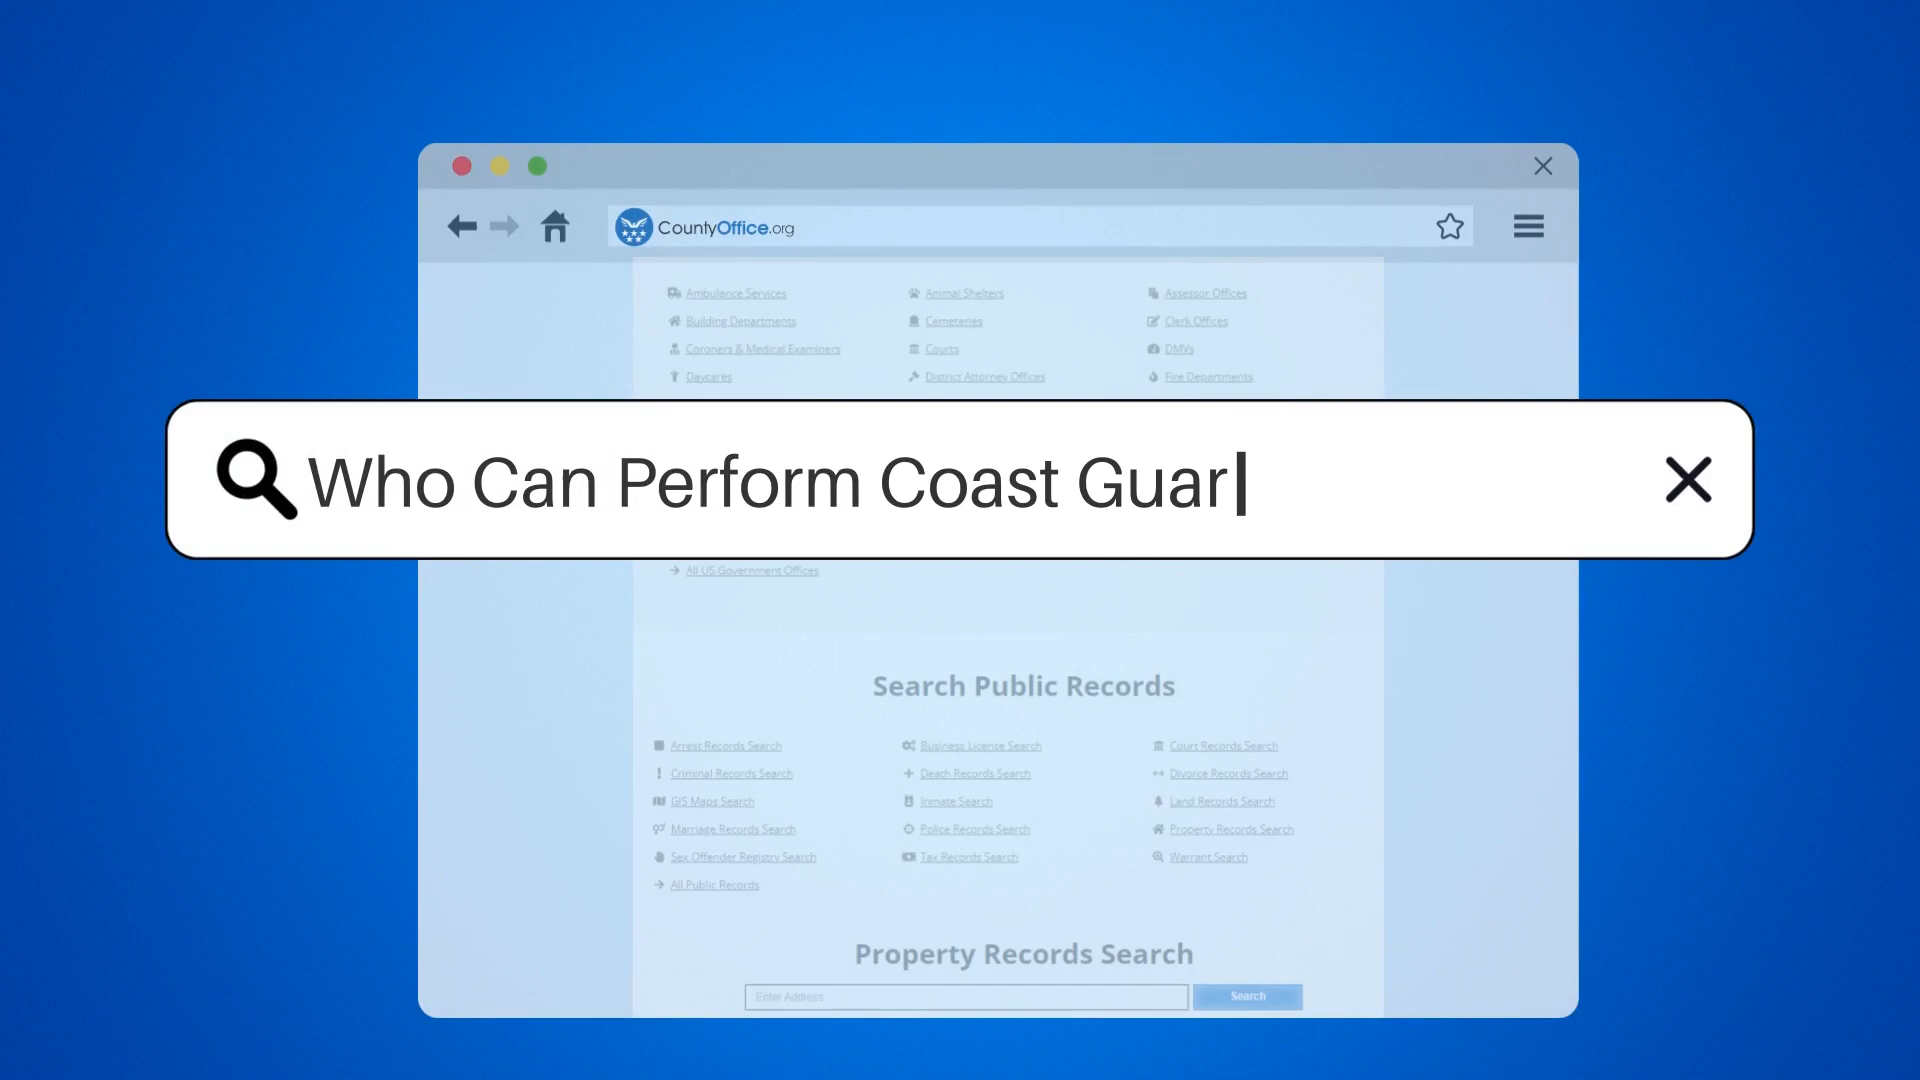 CountyOffice.org
Ambulance Services Animal Shelters Assessor Offices
Building Departments Cemeteries Clerk Offices
Coroners & Medical Examiners Courts DMVs
Daycares District Attorney Offices Fire Departments
Who Can Perform Coast Guar
All US Government Offices
Search Public Records
Arrest Records Search Business License Search Court Records Search
Criminal Records Search Death Records Search Divorce Records Search
GIS Maps Search Inmate Search Land Records Search
Marriage Records Search Police Records Search Property Records Search
Sex Offender Registry Search Tax Records Search Warrant Search
All Public Records
Property Records Search
Enter Address Search